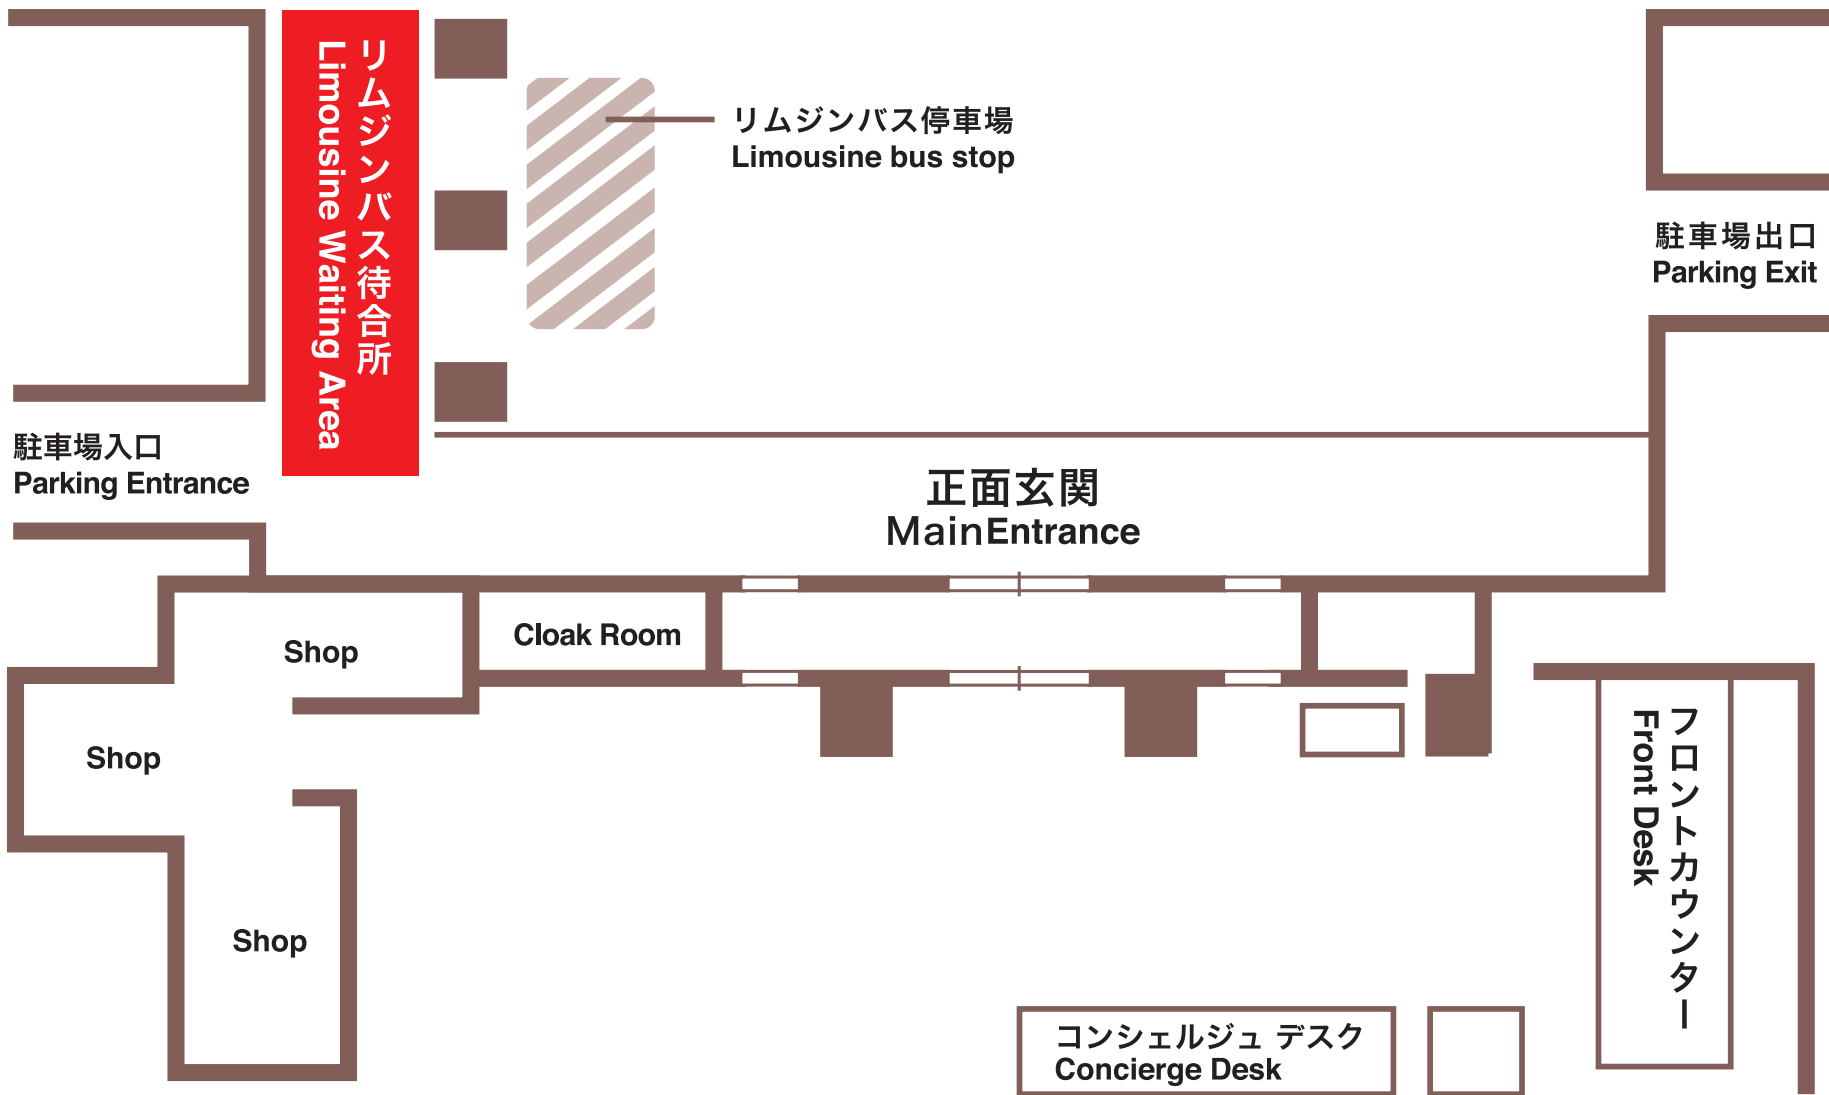 リムジンバス待合所
Limousine Waiting Area
リムジンバス停車場
Limousine bus stop
駐車場出口
Parking Exit
駐車場入口
Parking Entrance
正面玄関
Main Entrance
Shop
Cloak Room
Shop
Shop
フロントカウンター
Front Desk
コンシェルジュ デスク
Concierge Desk